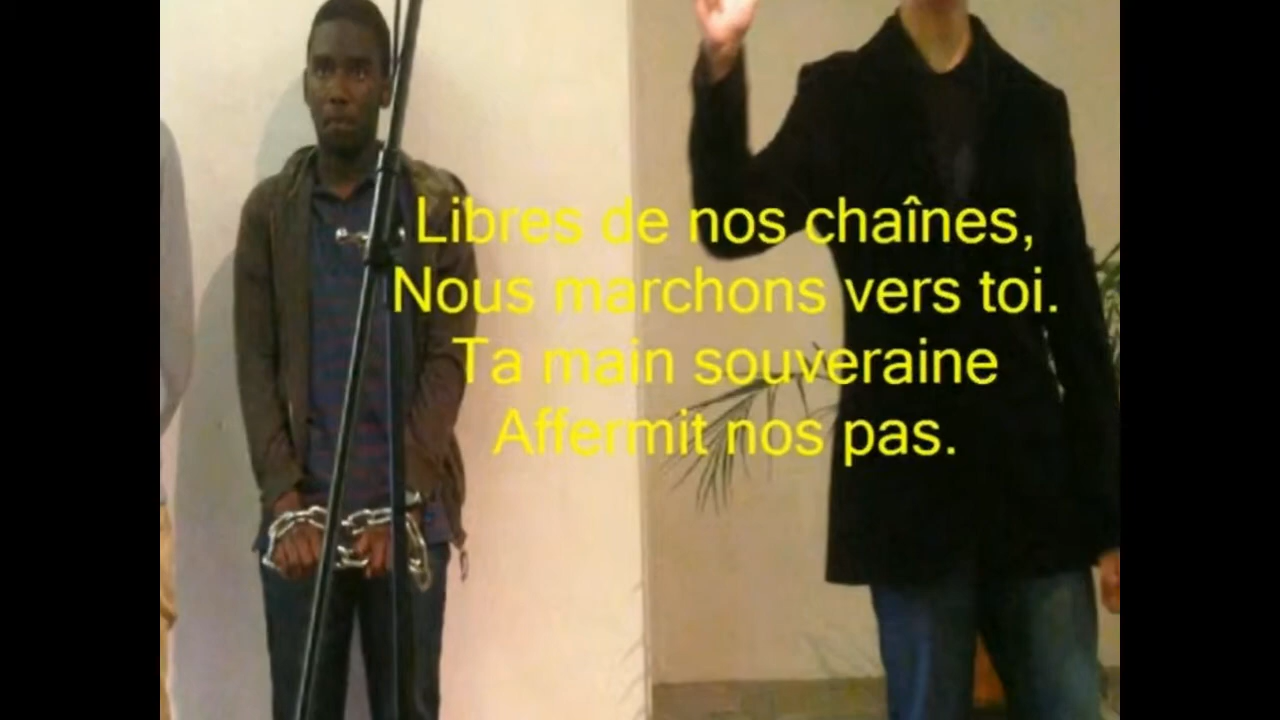 Libres de nos chaînes,
Nous marchons vers toi.
Ta main souveraine
Affermit nos pas.